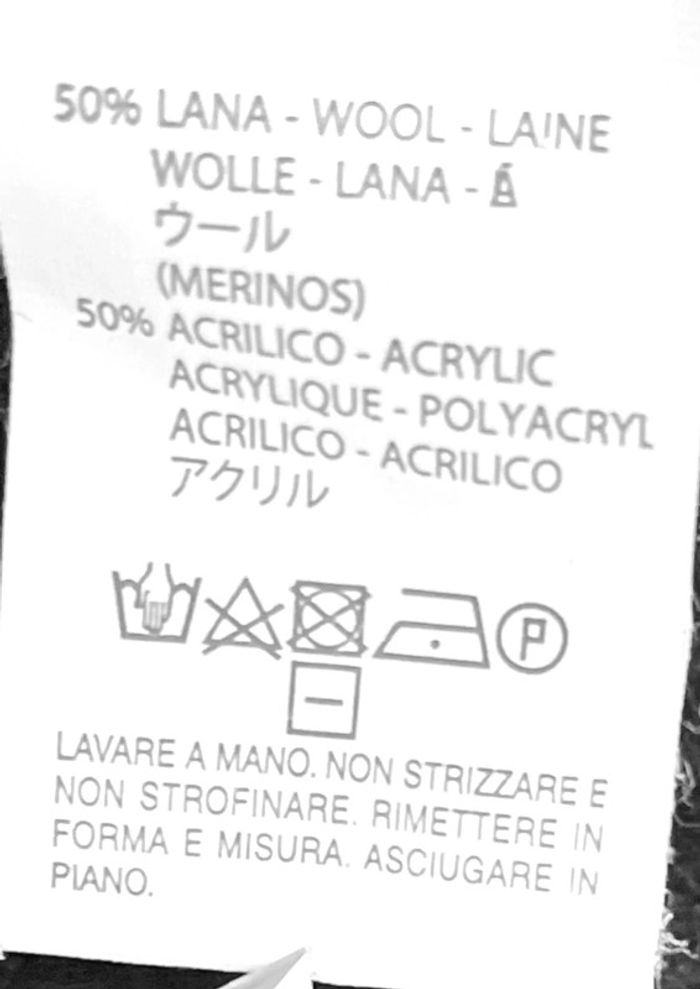 50% LANA - WOOL - LAINE
WOLLE - LANA -
ウール
(MERINOS)
50% ACRILICO - ACRYLIC
ACRYLIQUE - POLYACRYL
ACRILICO - ACRILICO
アクリル
P
LAVARE A MANO. NON STRIZZARE E
NON STROFINARE. RIMETTERE IN
FORMA E MISURA. ASCIUGARE IN
PIANO.